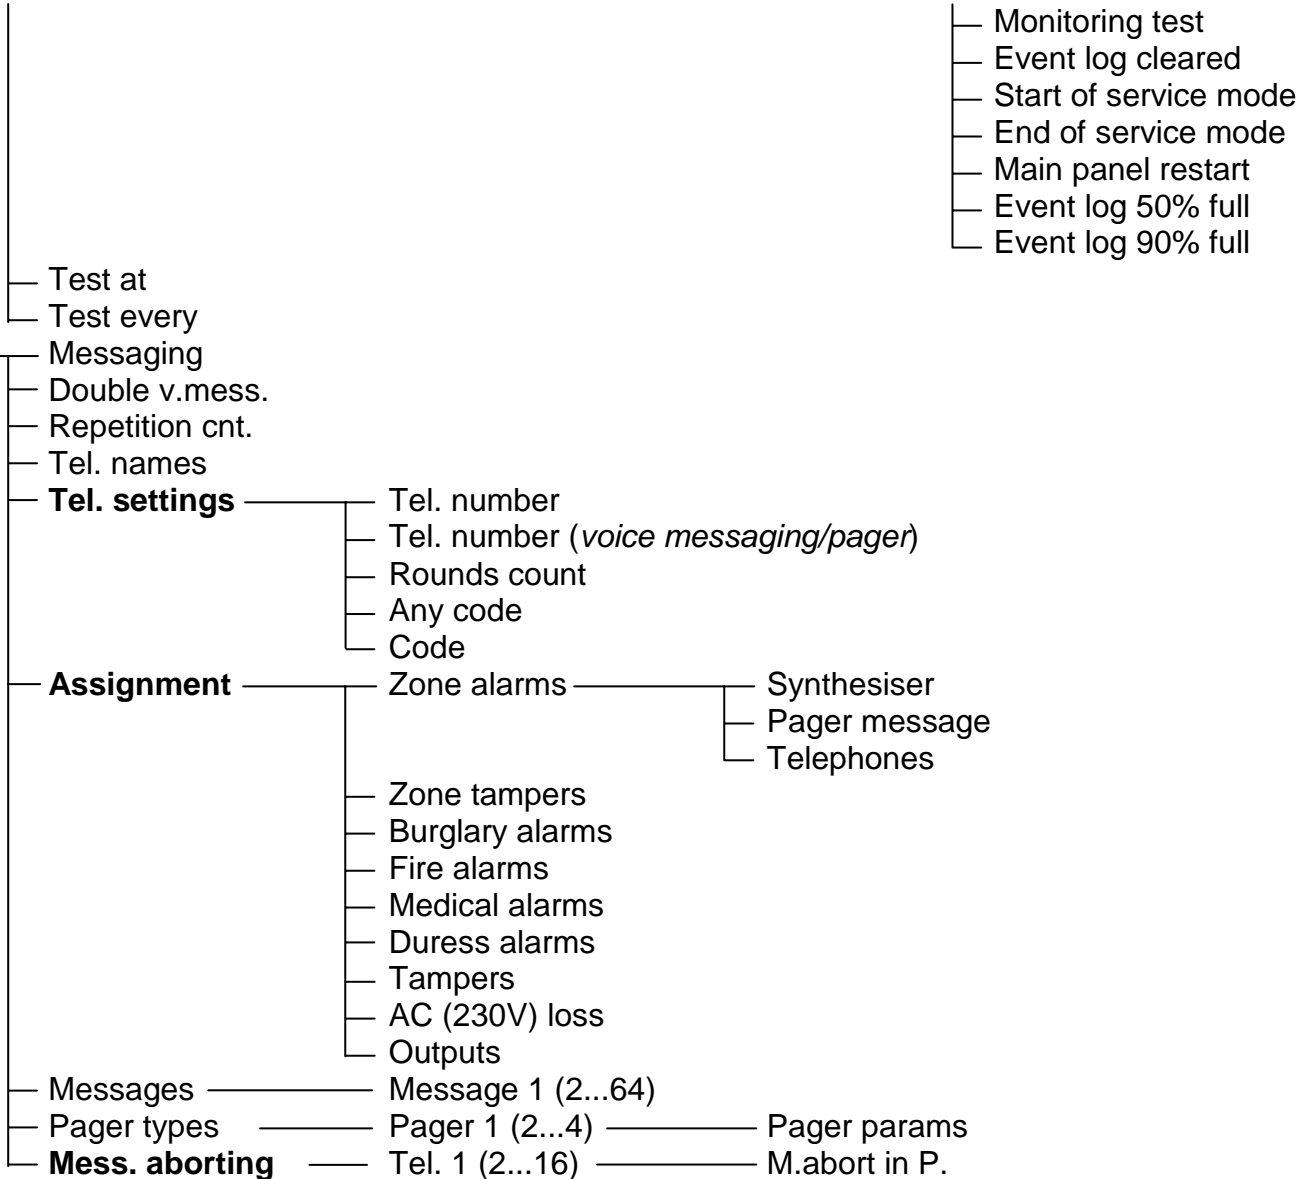 Monitoring test
Event log cleared
Start of service mode
End of service mode
Main panel restart
Event log 50% full
Event log 90% full
Test at
Test every
Messaging
Double v.mess.
Repetition cnt.
Tel. names
Tel. settings Tel. number
Tel. number (voice messaging/pager)
Rounds count
Any code
Code
Assignment Zone alarms Synthesiser
Pager message
Telephones
Zone tampers
Burglary alarms
Fire alarms
Medical alarms
Duress alarms
Tampers
AC (230V) loss
Outputs
Messages Message 1 (2...64)
Pager types Pager 1 (2...4) Pager params
Mess. aborting Tel. 1 (2...16) M.abort in P.